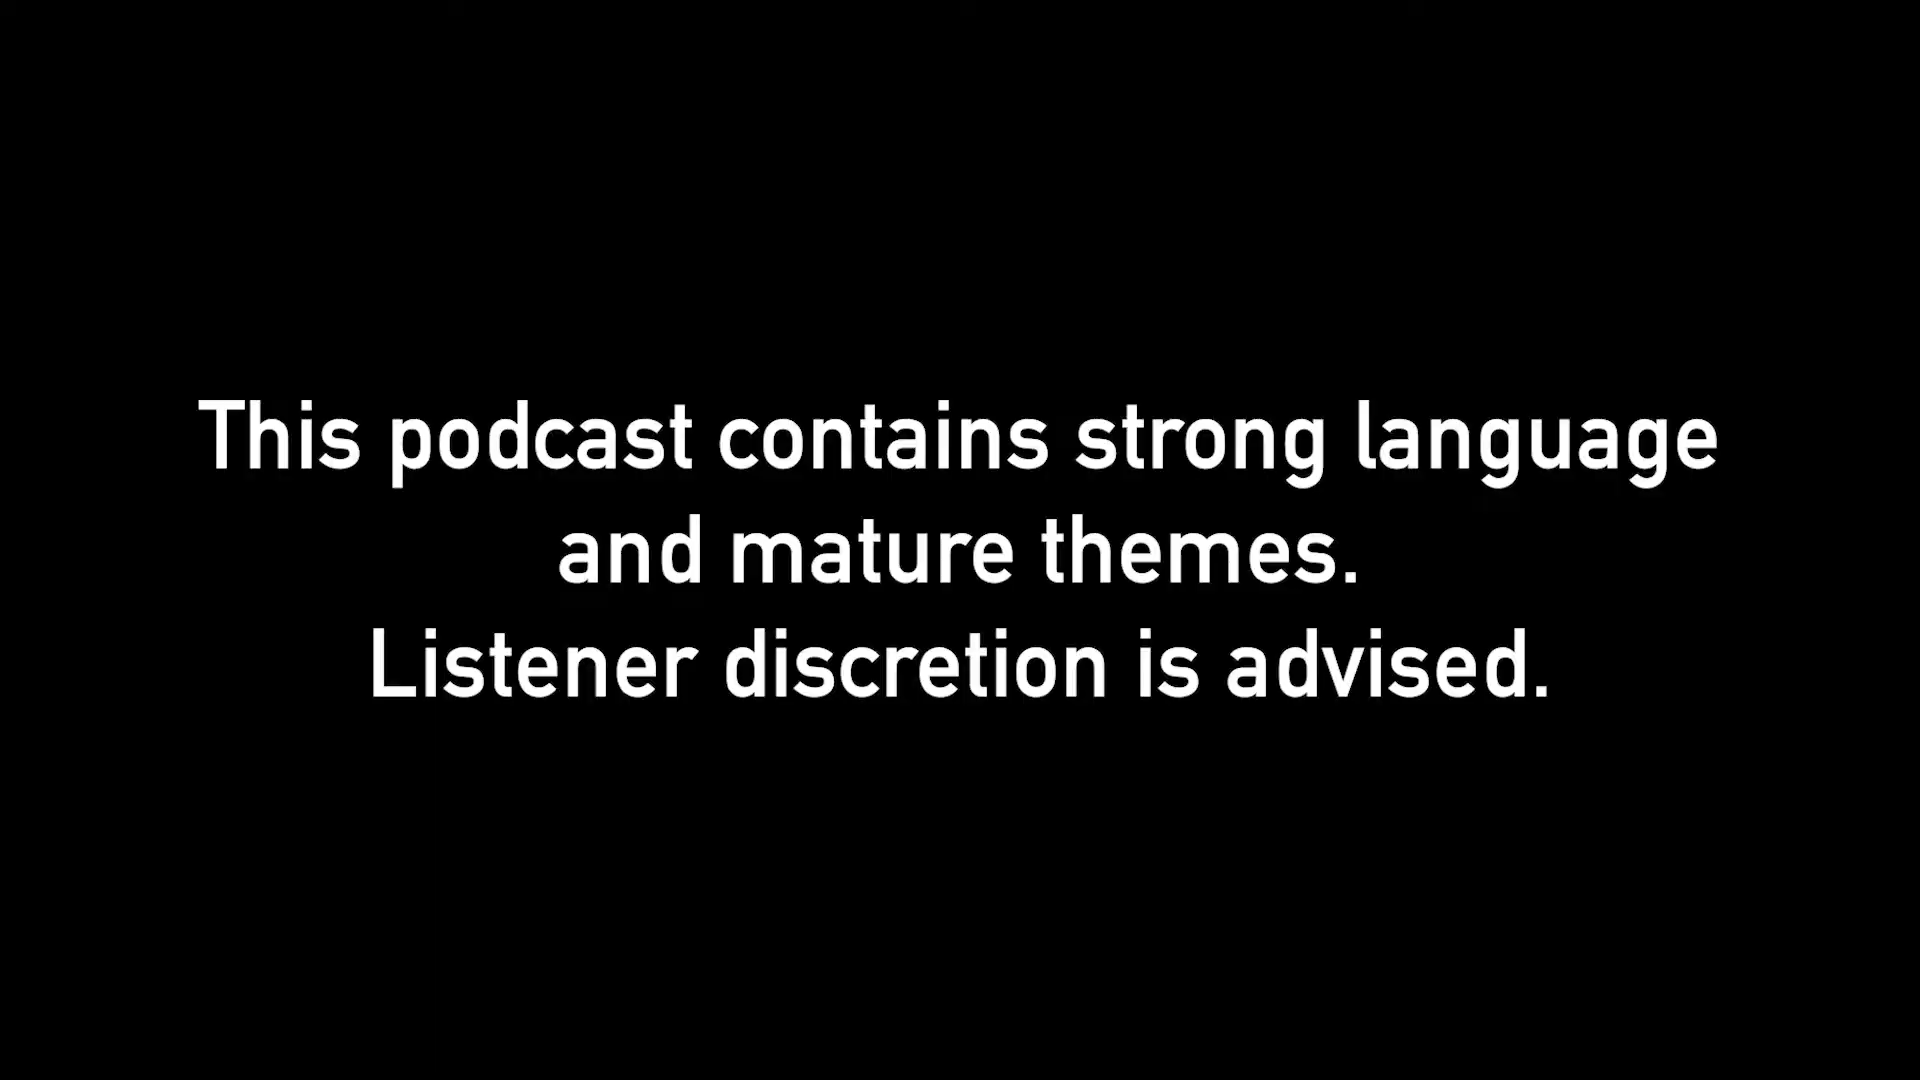 This podcast contains strong language
and mature themes.
Listener discretion is advised.